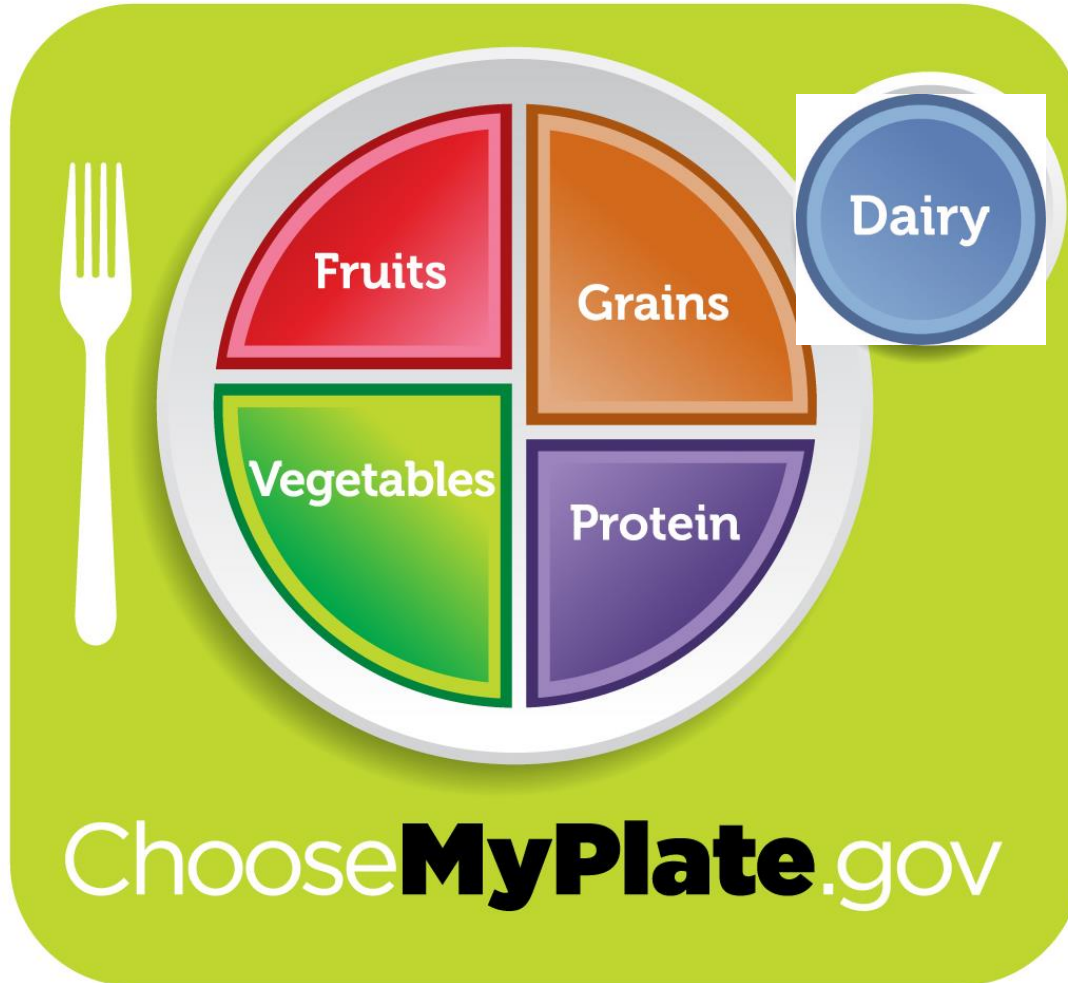 Fruits
Grains
Dairy
Vegetables
Protein
ChooseMyPlate.gov